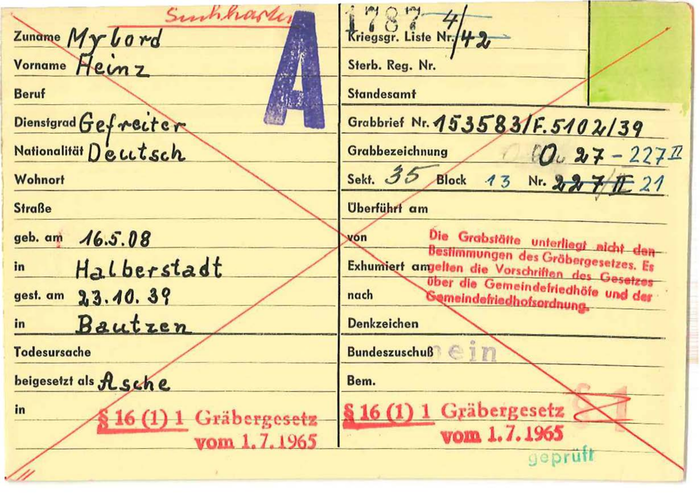 Suchkarte
Zuname Mylord
Vorname Heinz
Beruf
Dienstgrad Gefreiter
Nationalität Deutsch
Wohnort
Straße
geb. am 16.5.08
in Halberstadt
gest. am 23.10.39
in Bautzen
Todesursache
beigesetzt als Asche
in
§ 16 (1) 1 Gräbergesetz
vom 1.7.1965
A
1787 4/42
Kriegsgr. Liste Nr.
Sterb. Reg. Nr.
Standesamt
Grabbrief Nr. 153583/F.5102/39
Grabbezeichnung O 27 - 227 II
Sekt. 35 Block 13 Nr. 227/II 21
Überführt am
von
Exhumiert am
nach
Die Grabstätte unterliegt nicht den
Bestimmungen des Gräbergesetzes. Es
gelten die Vorschriften des Gesetzes
über die Gemeindefriedhöfe und der
Gemeindefriedhofsordnung.
Denkzeichen
Bundeszuschuß nein
Bem.
§ 16 (1) 1 Gräbergesetz
vom 1.7.1965
§ 1
geprüft